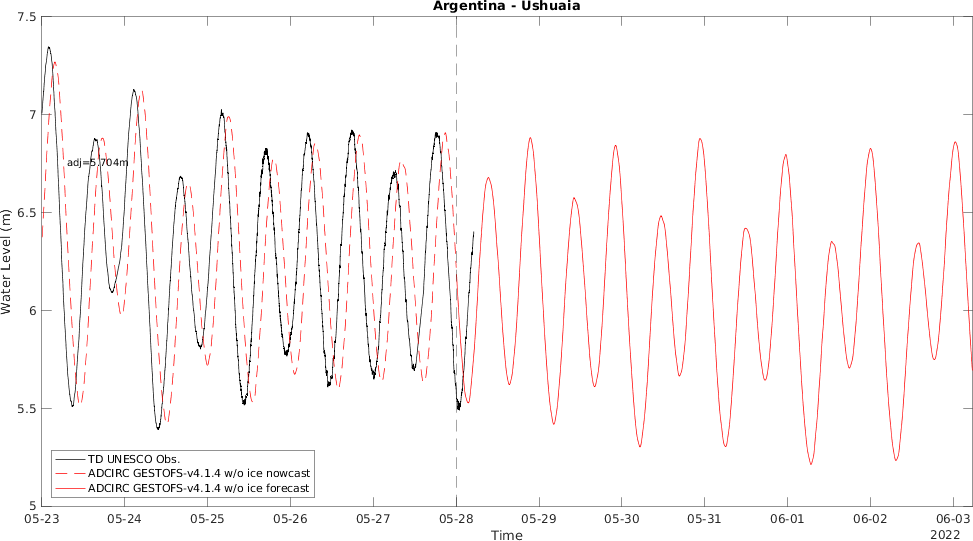 Argentina - Ushuaia
7.5
7
6.5
6
5.5
5
Water Level (m)
adj=5.704m
TD UNESCO Obs.
ADCIRC GESTOFS-v4.1.4 w/o ice nowcast
ADCIRC GESTOFS-v4.1.4 w/o ice forecast
05-23 05-24 05-25 05-26 05-27 05-28 05-29 05-30 05-31 06-01 06-02 06-03
Time
2022